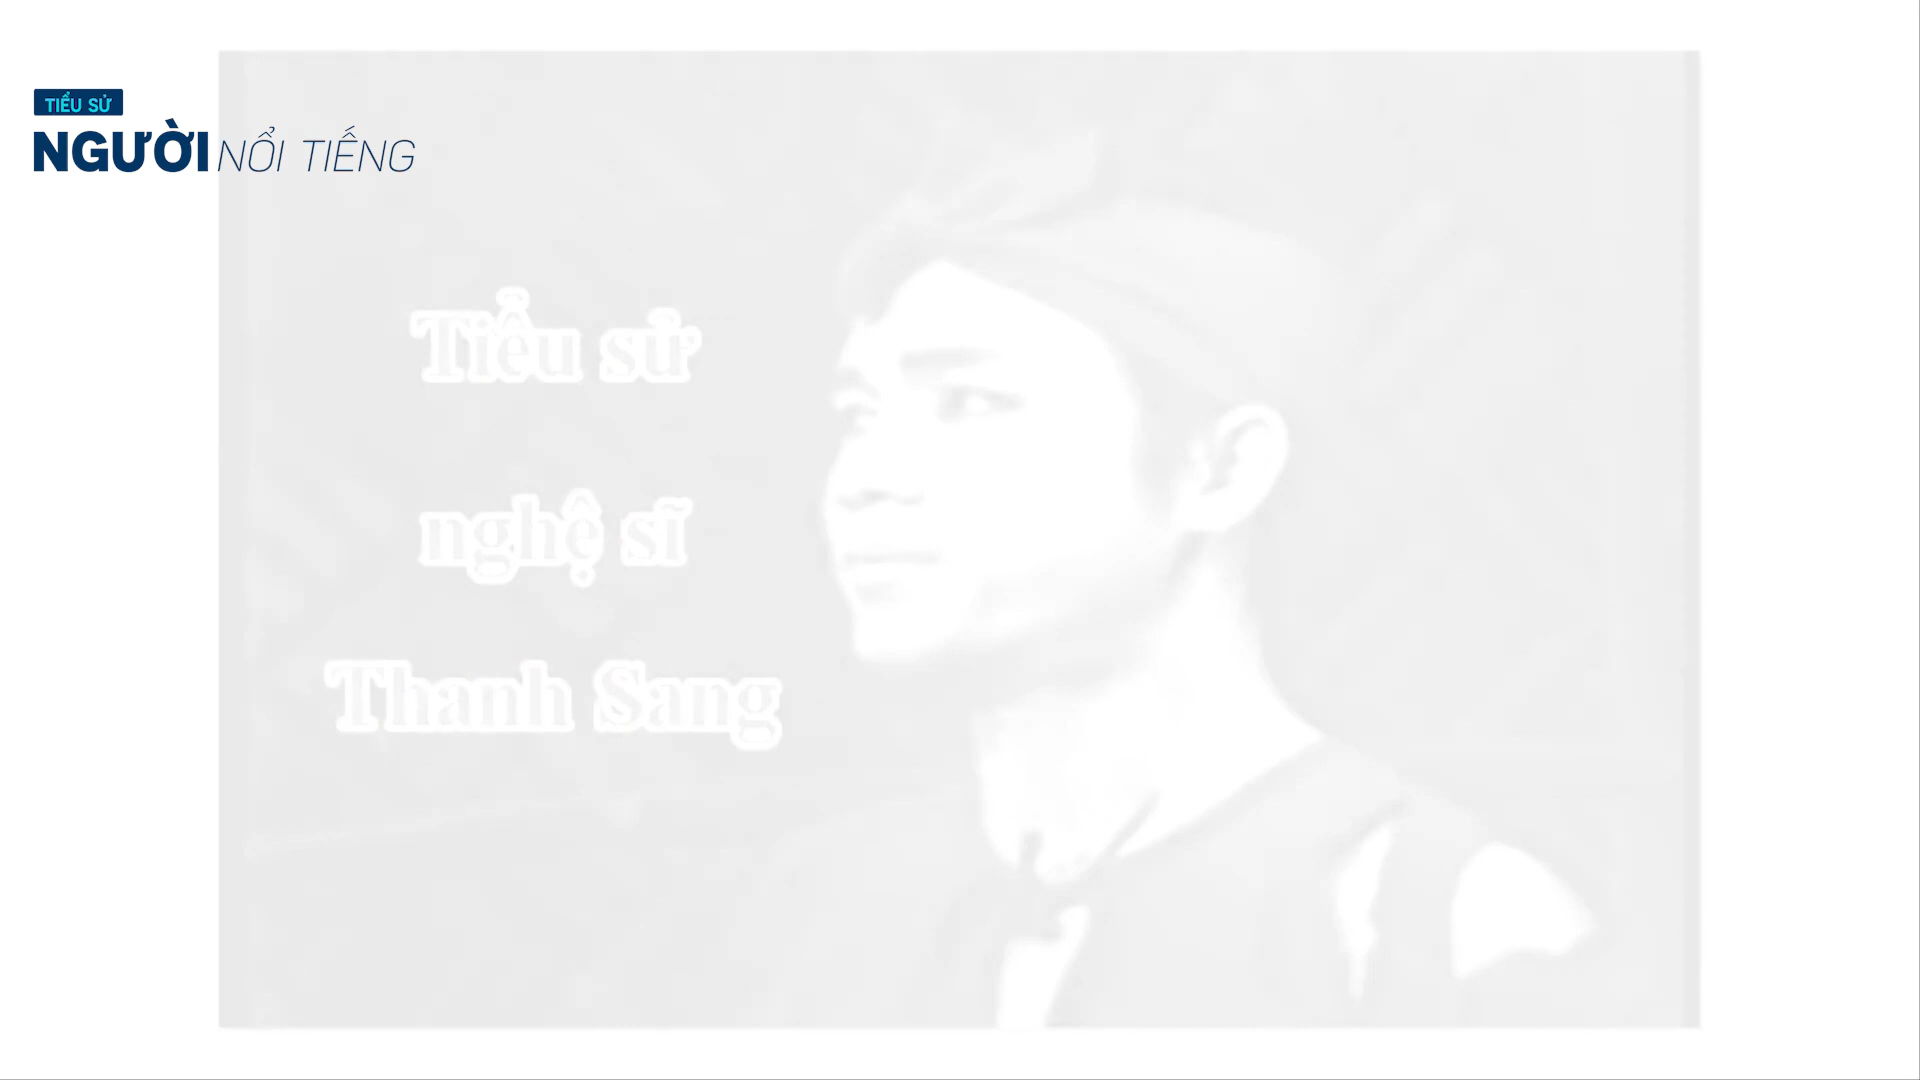 TIỂU SỬ
NGƯỜI NỔI TIẾNG
Tiểu sử
nghệ sĩ
Thanh Sang